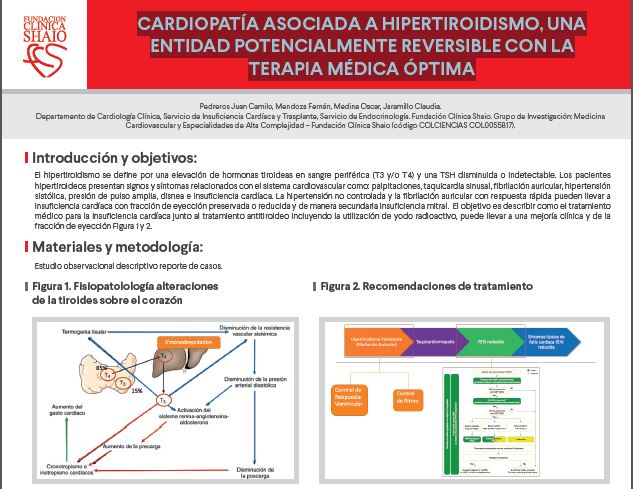 FUNDACIÓN
CLÍNICA
SHAIO
CARDIOPATÍA ASOCIADA A HIPERTIROIDISMO, UNA
ENTIDAD POTENCIALMENTE REVERSIBLE CON LA
TERAPIA MÉDICA ÓPTIMA
Pedreros Juan Camilo, Mendoza Fernán, Medina Oscar, Jaramillo Claudia.
Departamento de Cardiología Clínica, Servicio de Insuficiencia Cardíaca y Trasplante, Servicio de Endocrinología. Fundación Clínica Shaio. Grupo de Investigación: Medicina
Cardiovascular y Especialidades de Alta Complejidad – Fundación Clínica Shaio (código COLCIENCIAS COL0055817).
Introducción y objetivos:
El hipertiroidismo se define por una elevación de hormonas tiroideas en sangre periférica (T3 y/o T4) y una TSH disminuida o indetectable. Los pacientes
hipertiroideos presentan signos y síntomas relacionados con el sistema cardiovascular como: palpitaciones, taquicardia sinusal, fibrilación auricular, hipertensión
sistólica, presión de pulso amplia, disnea e insuficiencia cardíaca. La hipertensión no controlada y la fibrilación auricular con respuesta rápida pueden llevar a
insuficiencia cardíaca con fracción de eyección preservada o reducida y de manera secundaria insuficiencia mitral. El objetivo es describir como el tratamiento
médico para la insuficiencia cardíaca junto al tratamiento antitiroideo incluyendo la utilización de yodo radioactivo, puede llevar a una mejoría clínica y de la
fracción de eyección Figura 1 y 2.
Materiales y metodología:
Estudio observacional descriptivo reporte de casos.
Figura 1. Fisiopatolología alteraciones
de la tiroides sobre el corazón
Figura 2. Recomendaciones de tratamiento
Termogenia tisular
Disminución de la resistencia
vascular sistémica
5'monodesyodación
T4
85%
T4
T3
15%
T3
Disminución de la presión
arterial diastólica
Activación del
sistema renina-angiotensina-
aldosterona
Aumento del
gasto cardíaco
Aumento de la precarga
Cronotropismo e
inotropismo cardíacos
Disminución de
la poscarga
Hipertiroidismo Persistente
(Fibrilación Auricular)
Taquicardiomiopatía
FEM reducida
Síntomas típicos de
falla cardíaca FEM
reducida
Control de
Respuesta
Ventricular
Control
de Ritmo